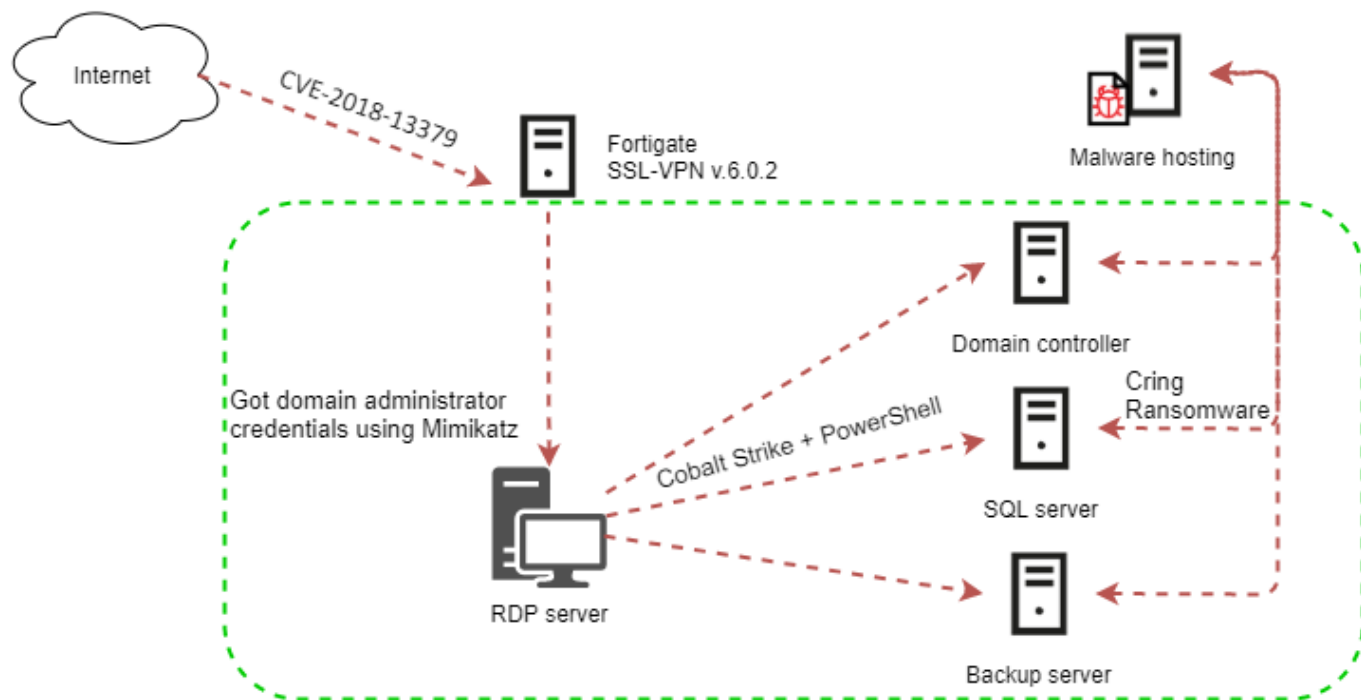 Internet
CVE-2018-13379
Fortigate
SSL-VPN v.6.0.2
Malware hosting
Domain controller
Got domain administrator
credentials using Mimikatz
Cobalt Strike + PowerShell
Cring
Ransomware
SQL server
RDP server
Backup server